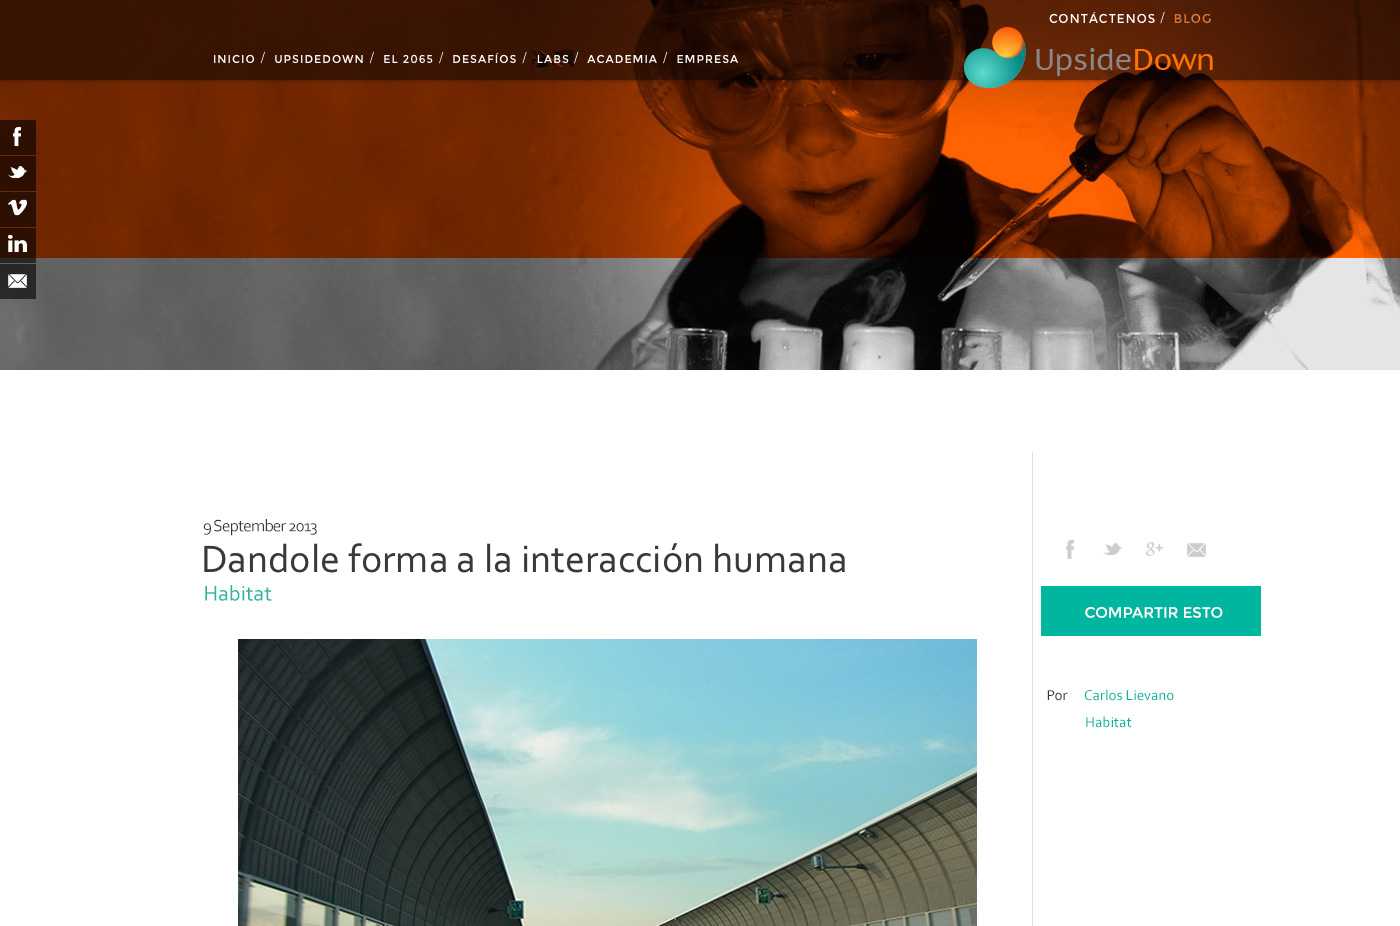 CONTÁCTENOS / BLOG
INICIO / UPSIDEDOWN / EL 2065 / DESAFÍOS / LABS / ACADEMIA / EMPRESA
UpsideDown
9 September 2013
Dandole forma a la interacción humana
Habitat
COMPARTIR ESTO
Por Carlos Lievano
Habitat